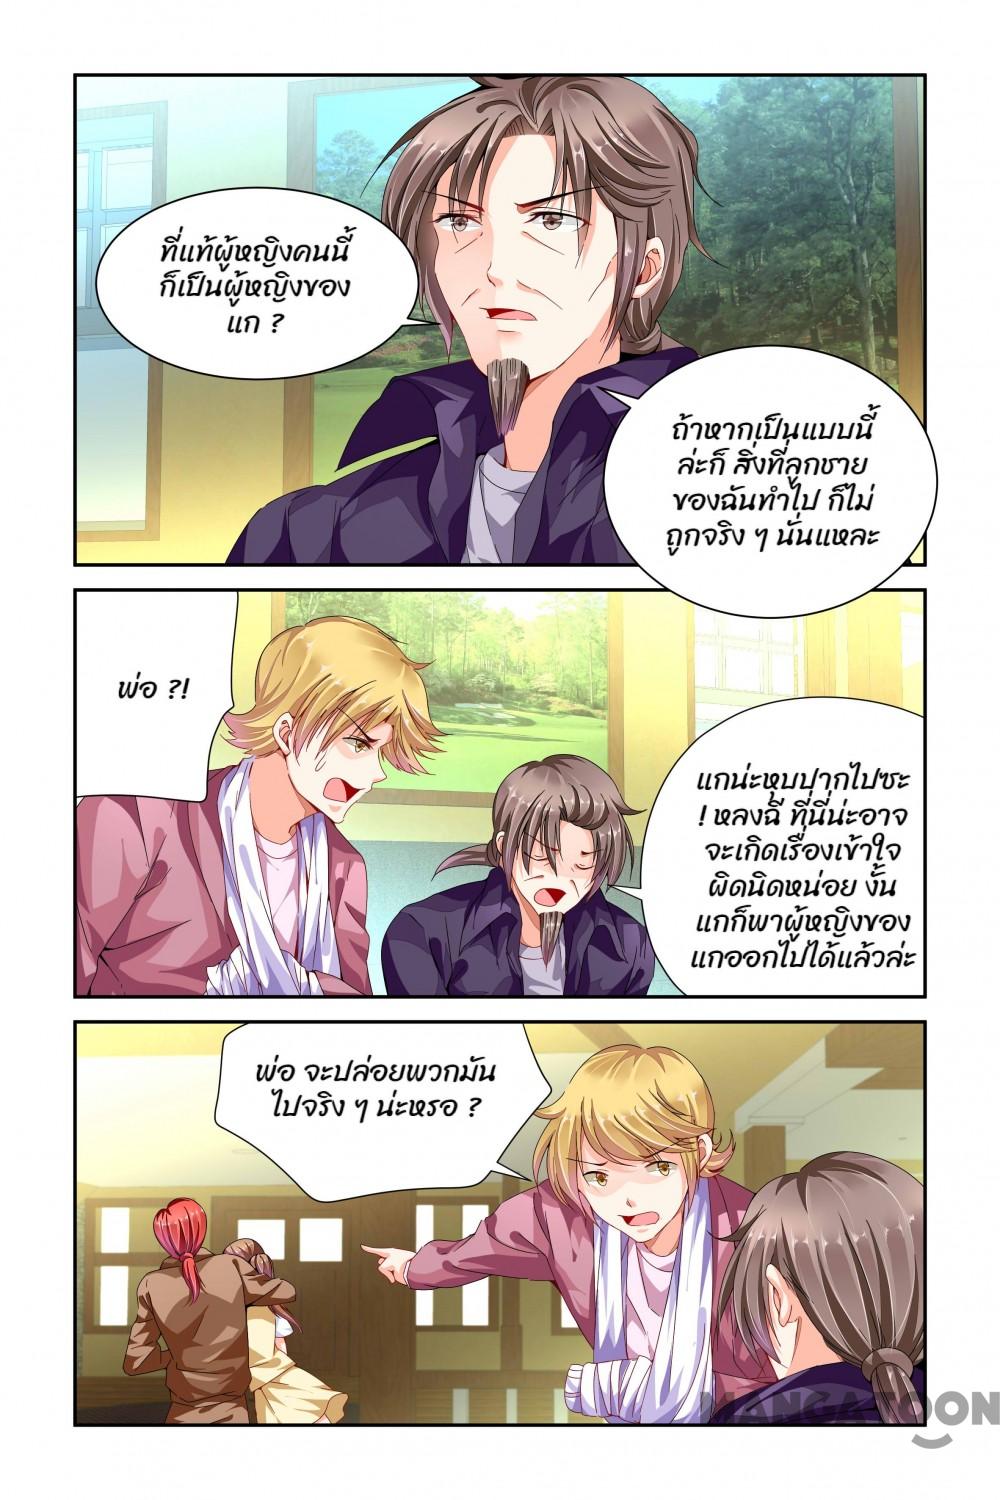 ที่แท้ผู้หญิงคนนี้
ก็เป็นผู้หญิงของ
แก ?
ถ้าหากเป็นแบบนี้
ล่ะก็ สิ่งที่ลูกชาย
ของฉันทำไป ก็ไม่
ถูกจริง ๆ นั่นแหละ
พ่อ ?!
แกน่ะหุบปากไปซะ
! หลงฉี ที่นี่น่ะอาจ
จะเกิดเรื่องเข้าใจ
ผิดนิดหน่อย งั้น
แกก็พาผู้หญิงของ
แกออกไปได้แล้วล่ะ
พ่อ จะปล่อยพวกมัน
ไปจริง ๆ น่ะหรอ ?
MANGATOON